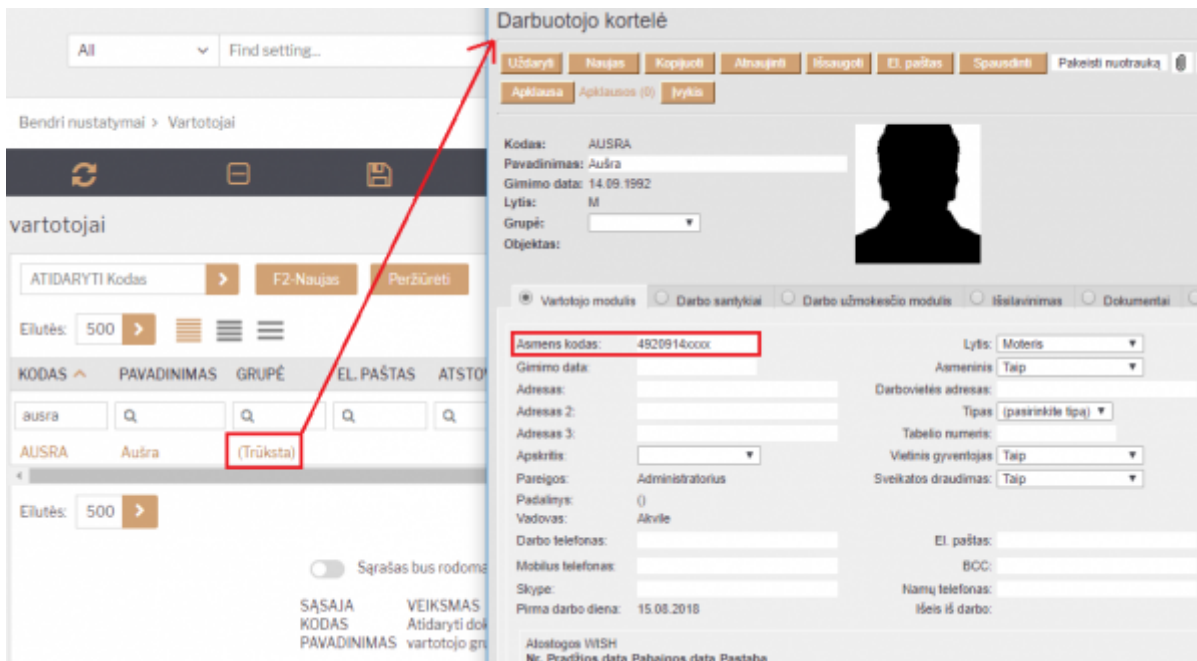 All Find setting...
Bendri nustatymai > Vartotojai
vartotojai
ATIDARYTI Kodas > F2-Naujas Peržiūrėti
Eilutės: 500 >
KODAS PAVADINIMAS GRUPĖ EL. PAŠTAS ATSTO
ausra
AUSRA Aušra (Trūksta)
Eilutės: 500 >
Sąrašas bus rodoma
SĄSAJA VEIKSMAS
KODAS Atidaryti dok
PAVADINIMAS vartotojo gru
Darbuotojo kortelė
Uždaryti Naujas Kopijuoti Atnaujinti Išsaugoti El. paštas Spausdinti Pakeisti nuotrauką
Apklausa Apklausos (0) Įvykis
Kodas: AUSRA
Pavadinimas: Aušra
Gimimo data: 14.09.1992
Lytis: M
Grupė:
Objektas:
Vartotojo modulis Darbo santykiai Darbo užmokesčio modulis Išsilavinimas Dokumentai
Asmens kodas: 4920914xxxx Lytis: Moteris
Gimimo data: Asmeninis Taip
Adresas: Darbovietės adresas:
Adresas 2: Tipas (pasirinkite tipą)
Adresas 3: Tabelio numeris:
Apskritis: Vietinis gyventojas Taip
Pareigos: Administratorius Sveikatos draudimas: Taip
Padalinys: ()
Vadovas: Akvile
Darbo telefonas: El. paštas:
Mobilus telefonas: BCC:
Skype: Namų telefonas:
Pirma darbo diena: 15.08.2018 Išeis iš darbo:
Atostogos WISH
Nr. Pradžios data Pabaigos data Pastaba